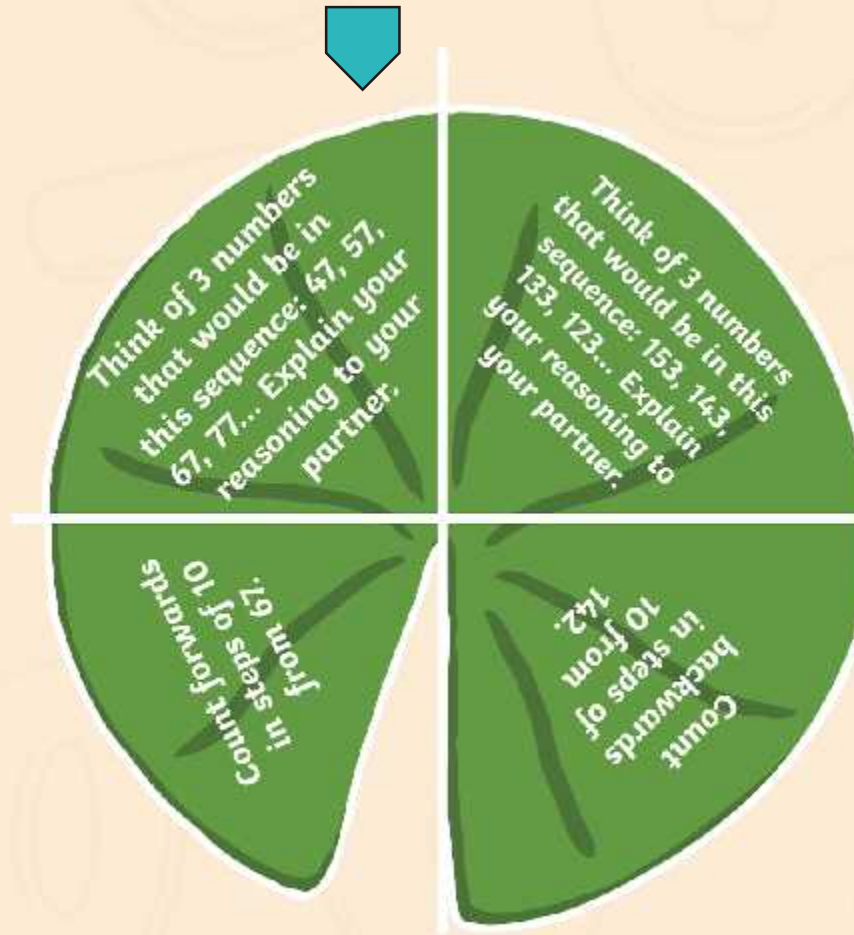 Think of 3 numbers
that would be in
this sequence: 47, 57,
67, 77... Explain your
reasoning to your
partner.
Think of 3 numbers
that would be in this
sequence: 153, 143,
133, 123... Explain
your reasoning to
your partner.
Count forwards
in steps of 10
from 67.
Count
backwards
in steps of
10 from
142.